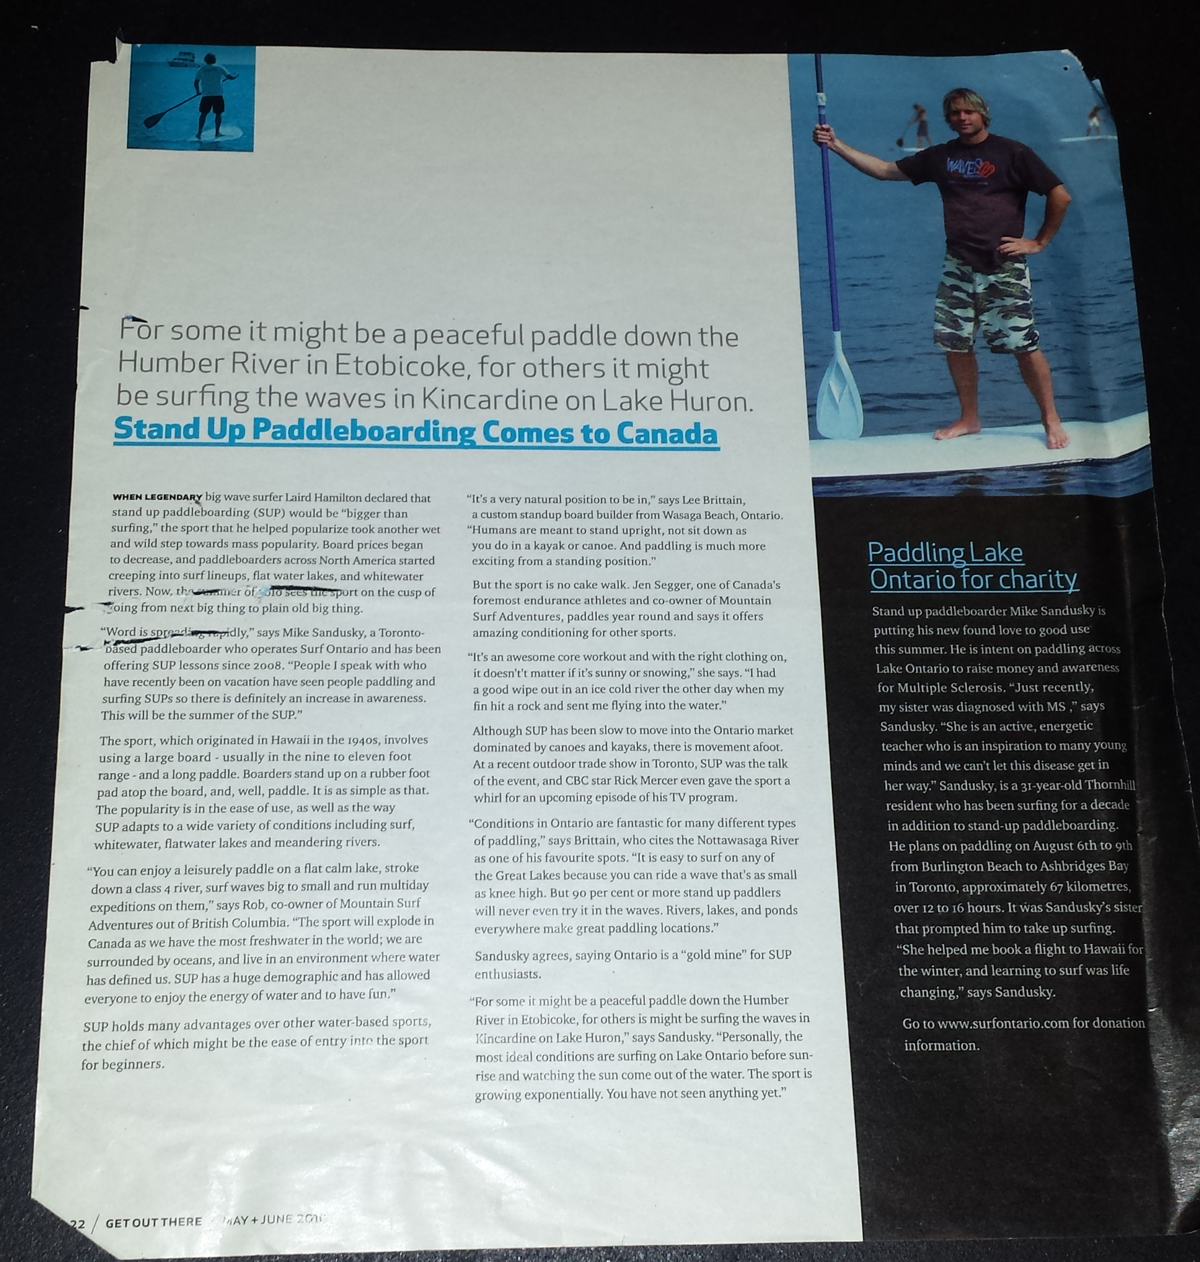 For some it might be a peaceful paddle down the
Humber River in Etobicoke, for others it might
be surfing the waves in Kincardine on Lake Huron.
Stand Up Paddleboarding Comes to Canada
WHEN LEGENDARY big wave surfer Laird Hamilton declared that
stand up paddleboarding (SUP) would be “bigger than
surfing,” the sport that he helped popularize took another wet
and wild step towards mass popularity. Board prices began
to decrease, and paddleboarders across North America started
creeping into surf lineups, flat water lakes, and whitewater
rivers. Now, the summer of 2010 sees the sport on the cusp of
going from next big thing to plain old big thing.
“Word is spreading rapidly,” says Mike Sandusky, a Toronto-
based paddleboarder who operates Surf Ontario and has been
offering SUP lessons since 2008. “People I speak with who
have recently been on vacation have seen people paddling and
surfing SUPs so there is definitely an increase in awareness.
This will be the summer of the SUP.”
The sport, which originated in Hawaii in the 1940s, involves
using a large board - usually in the nine to eleven foot
range - and a long paddle. Boarders stand up on a rubber foot
pad atop the board, and, well, paddle. It is as simple as that.
The popularity is in the ease of use, as well as the way
SUP adapts to a wide variety of conditions including surf,
whitewater, flatwater lakes and meandering rivers.
“You can enjoy a leisurely paddle on a flat calm lake, stroke
down a class 4 river, surf waves big to small and run multiday
expeditions on them,” says Rob, co-owner of Mountain Surf
Adventures out of British Columbia. “The sport will explode in
Canada as we have the most freshwater in the world; we are
surrounded by oceans, and live in an environment where water
has defined us. SUP has a huge demographic and has allowed
everyone to enjoy the energy of water and to have fun.”
SUP holds many advantages over other water-based sports,
the chief of which might be the ease of entry into the sport
for beginners.
“It's a very natural position to be in,” says Lee Brittain,
a custom standup board builder from Wasaga Beach, Ontario.
“Humans are meant to stand upright, not sit down as
you do in a kayak or canoe. And paddling is much more
exciting from a standing position.”
But the sport is no cake walk. Jen Segger, one of Canada's
foremost endurance athletes and co-owner of Mountain
Surf Adventures, paddles year round and says it offers
amazing conditioning for other sports.
“It's an awesome core workout and with the right clothing on,
it doesn't't matter if it's sunny or snowing,” she says. “I had
a good wipe out in an ice cold river the other day when my
fin hit a rock and sent me flying into the water.”
Although SUP has been slow to move into the Ontario market
dominated by canoes and kayaks, there is movement afoot.
At a recent outdoor trade show in Toronto, SUP was the talk
of the event, and CBC star Rick Mercer even gave the sport a
whirl for an upcoming episode of his TV program.
“Conditions in Ontario are fantastic for many different types
of paddling,” says Brittain, who cites the Nottawasaga River
as one of his favourite spots. “It is easy to surf on any of
the Great Lakes because you can ride a wave that's as small
as knee high. But 90 per cent or more stand up paddlers
will never even try it in the waves. Rivers, lakes, and ponds
everywhere make great paddling locations.”
Sandusky agrees, saying Ontario is a “gold mine” for SUP
enthusiasts.
“For some it might be a peaceful paddle down the Humber
River in Etobicoke, for others is might be surfing the waves in
Kincardine on Lake Huron,” says Sandusky. “Personally, the
most ideal conditions are surfing on Lake Ontario before sun-
rise and watching the sun come out of the water. The sport is
growing exponentially. You have not seen anything yet.”
WAVES
Paddling Lake
Ontario for charity
Stand up paddleboarder Mike Sandusky is
putting his new found love to good use
this summer. He is intent on paddling across
Lake Ontario to raise money and awareness
for Multiple Sclerosis. “Just recently,
my sister was diagnosed with MS ,” says
Sandusky. “She is an active, energetic
teacher who is an inspiration to many young
minds and we can't let this disease get in
her way.” Sandusky, is a 31-year-old Thornhill
resident who has been surfing for a decade
in addition to stand-up paddleboarding.
He plans on paddling on August 6th to 9th
from Burlington Beach to Ashbridges Bay
in Toronto, approximately 67 kilometres,
over 12 to 16 hours. It was Sandusky's sister
that prompted him to take up surfing.
“She helped me book a flight to Hawaii for
the winter, and learning to surf was life
changing,” says Sandusky.
Go to www.surfontario.com for donation
information.
22 / GET OUT THERE MAY + JUNE